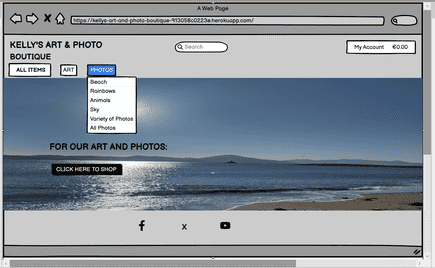 A Web Page
https://kellys-art-and-photo-boutique-913058c0223e.herokuapp.com/
KELLY'S ART & PHOTO
BOUTIQUE
Search
My Account €0.00
ALL ITEMS ART PHOTOS
Beach
Rainbows
Animals
Sky
Variety of Photos
All Photos
FOR OUR ART AND PHOTOS:
CLICK HERE TO SHOP
X